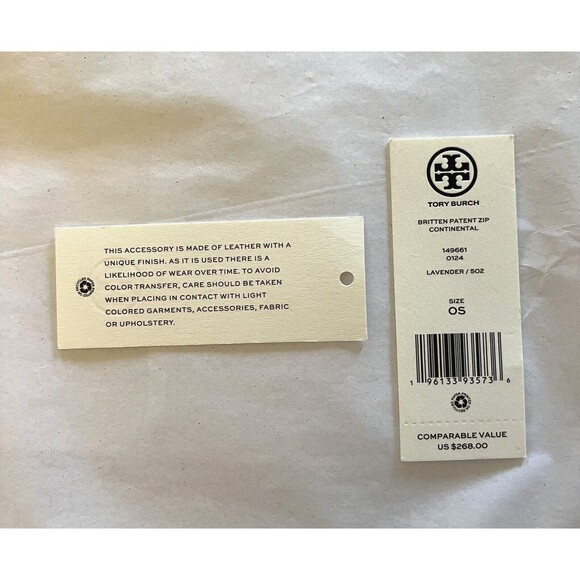 THIS ACCESSORY IS MADE OF LEATHER WITH A
UNIQUE FINISH. AS IT IS USED THERE IS A
LIKELIHOOD OF WEAR OVER TIME. TO AVOID
COLOR TRANSFER, CARE SHOULD BE TAKEN
WHEN PLACING IN CONTACT WITH LIGHT
COLORED GARMENTS, ACCESSORIES, FABRIC
OR UPHOLSTERY.
TORY BURCH
BRITTEN PATENT ZIP
CONTINENTAL
149661
0124
LAVENDER / 502
SIZE
OS
1 96133 93573 6
COMPARABLE VALUE
US $268.00